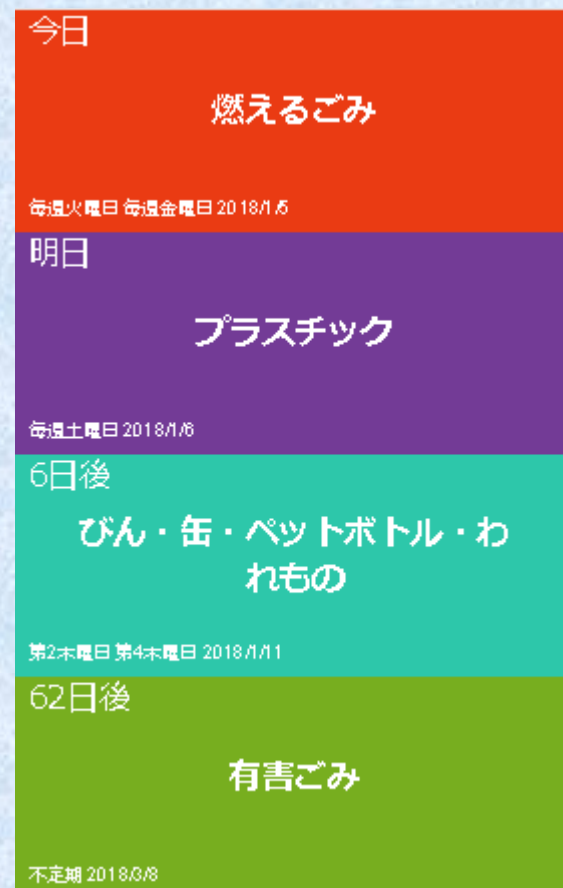 今日
燃えるごみ
毎週火曜日 毎週金曜日 2018/1/5
明日
プラスチック
毎週土曜日 2018/1/6
6日後
びん・缶・ペットボトル・わ
れもの
第2木曜日 第4木曜日 2018/1/11
62日後
有害ごみ
不定期 2018/3/8